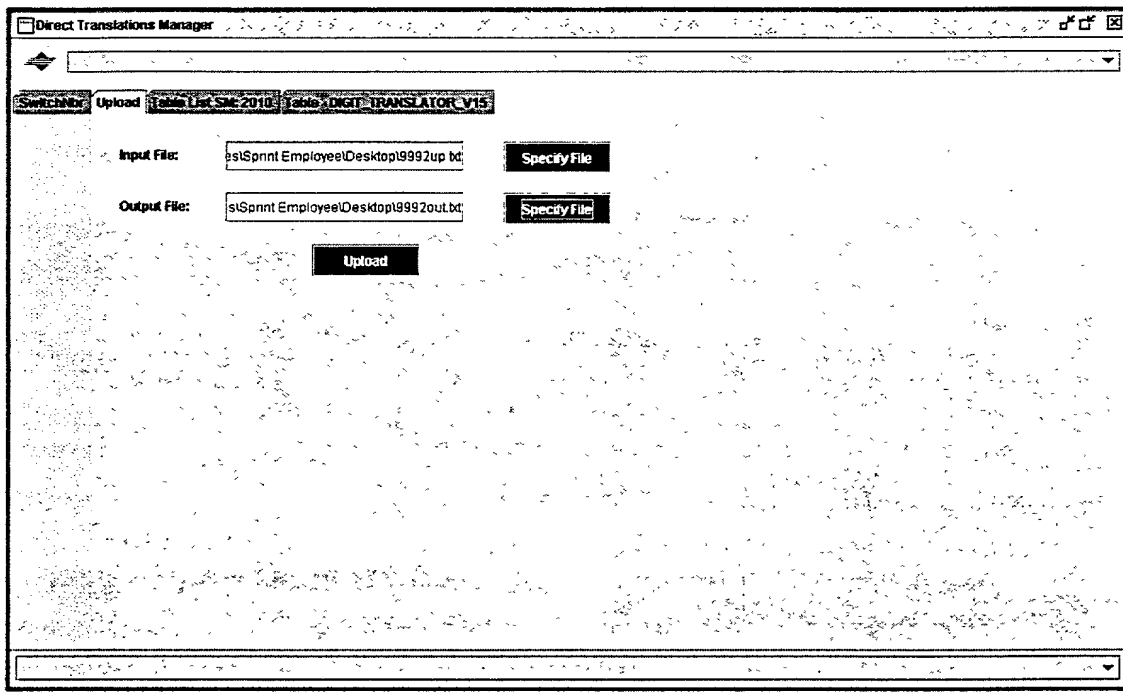 Direct Translations Manager
SwitchNbr Upload Table List SM: 2010 Table :DIGIT_TRANSLATOR_V15
Input File: es\Sprint Employee\Desktop\9992up txt Specify File
Output File: s\Sprint Employee\Desktop\9992out.txt Specify File
Upload